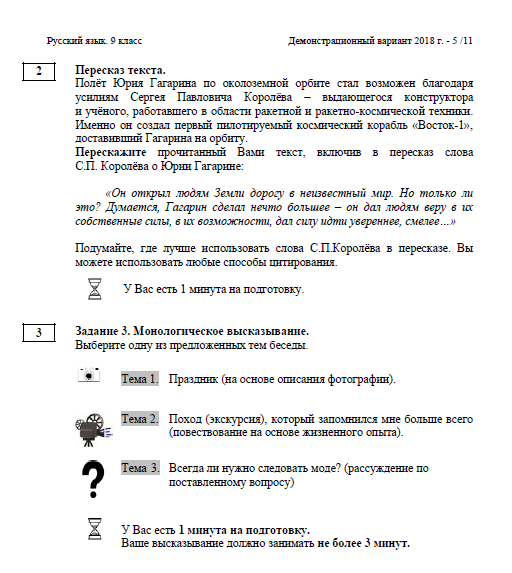 Русский язык. 9 класс Демонстрационный вариант 2018 г. - 5 /11
2 Пересказ текста.
Полёт Юрия Гагарина по околоземной орбите стал возможен благодаря
усилиям Сергея Павловича Королёва – выдающегося конструктора
и учёного, работавшего в области ракетной и ракетно-космической техники.
Именно он создал первый пилотируемый космический корабль «Восток-1»,
доставивший Гагарина на орбиту.
Перескажите прочитанный Вами текст, включив в пересказ слова
С.П. Королёва о Юрии Гагарине:
«Он открыл людям Земли дорогу в неизвестный мир. Но только ли
это? Думается, Гагарин сделал нечто большее – он дал людям веру в их
собственные силы, в их возможности, дал силу идти увереннее, смелее…»
Подумайте, где лучше использовать слова С.П.Королёва в пересказе. Вы
можете использовать любые способы цитирования.
У Вас есть 1 минута на подготовку.
3 Задание 3. Монологическое высказывание.
Выберите одну из предложенных тем беседы.
Тема 1. Праздник (на основе описания фотографии).
Тема 2. Поход (экскурсия), который запомнился мне больше всего
(повествование на основе жизненного опыта).
Тема 3. Всегда ли нужно следовать моде? (рассуждение по
поставленному вопросу)
У Вас есть 1 минута на подготовку.
Ваше высказывание должно занимать не более 3 минут.